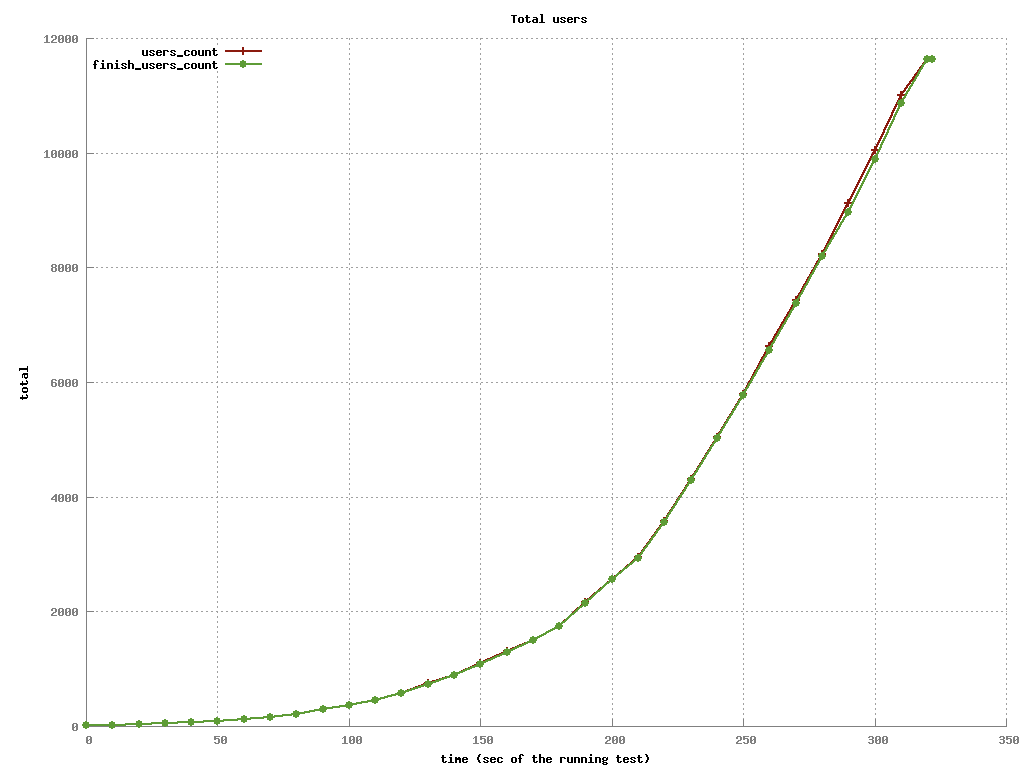 Total users
users_count
finish_users_count
12000
10000
8000
6000
4000
2000
0
total
0 50 100 150 200 250 300 350
time (sec of the running test)